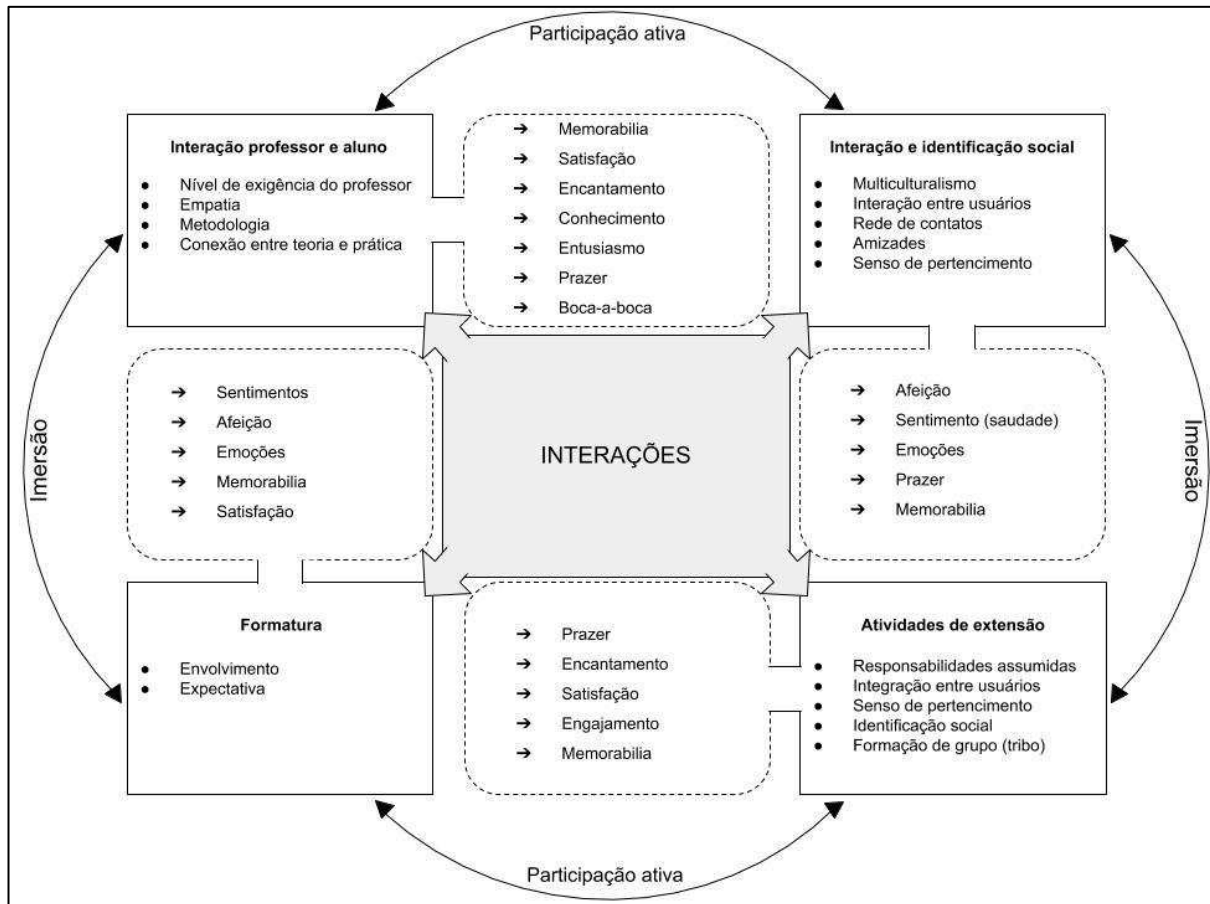 Participação ativa
Interação professor e aluno
● Nível de exigência do professor
● Empatia
● Metodologia
● Conexão entre teoria e prática
➔ Memorabilia
➔ Satisfação
➔ Encantamento
➔ Conhecimento
➔ Entusiasmo
➔ Prazer
➔ Boca-a-boca
Interação e identificação social
● Multiculturalismo
● Interação entre usuários
● Rede de contatos
● Amizades
● Senso de pertencimento
Imersão
➔ Sentimentos
➔ Afeição
➔ Emoções
➔ Memorabilia
➔ Satisfação
INTERAÇÕES
➔ Afeição
➔ Sentimento (saudade)
➔ Emoções
➔ Prazer
➔ Memorabilia
Imersão
Formatura
● Envolvimento
● Expectativa
➔ Prazer
➔ Encantamento
➔ Satisfação
➔ Engajamento
➔ Memorabilia
Atividades de extensão
● Responsabilidades assumidas
● Integração entre usuários
● Senso de pertencimento
● Identificação social
● Formação de grupo (tribo)
Participação ativa